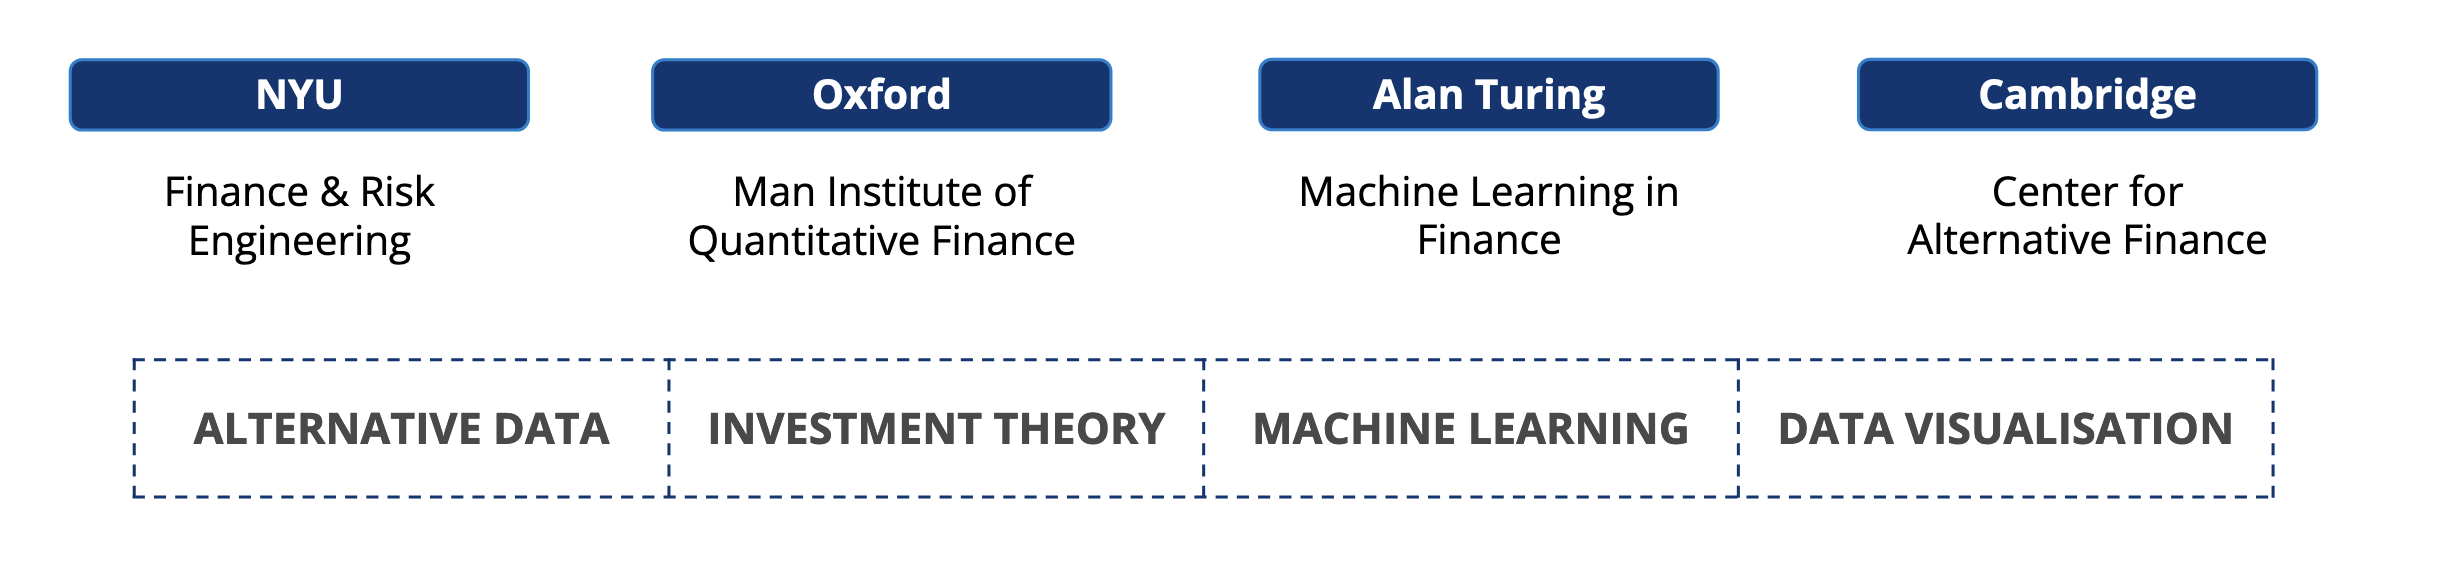 NYU
Finance & Risk
Engineering
Oxford
Man Institute of
Quantitative Finance
Alan Turing
Machine Learning in
Finance
Cambridge
Center for
Alternative Finance
ALTERNATIVE DATA
INVESTMENT THEORY
MACHINE LEARNING
DATA VISUALISATION